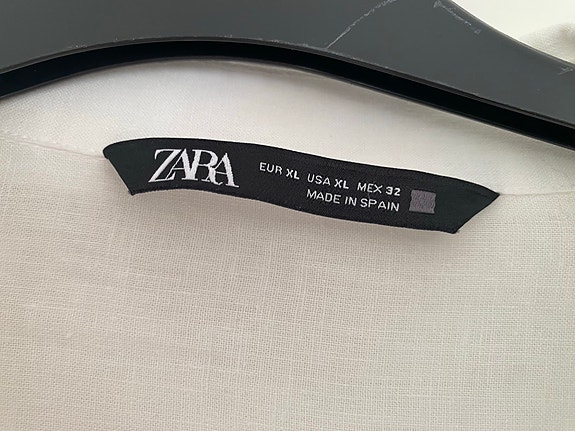 ZARA
EUR XL USA XL MEX 32
MADE IN SPAIN